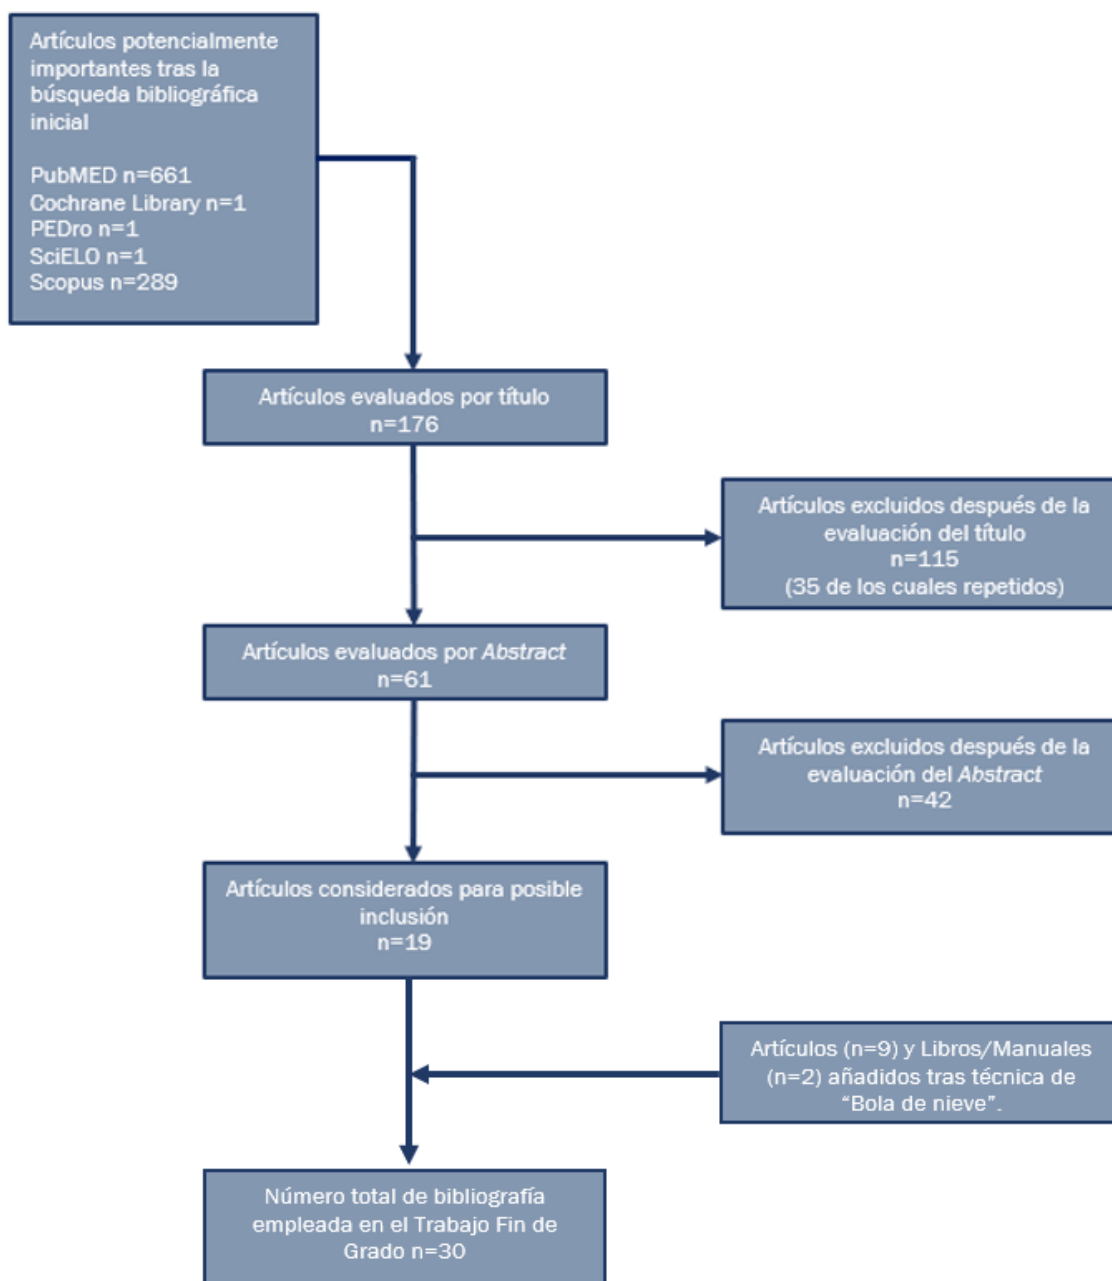 Artículos potencialmente
importantes tras la
búsqueda bibliográfica
inicial
PubMED n=661
Cochrane Library n=1
PEDro n=1
SciELO n=1
Scopus n=289
Artículos evaluados por título
n=176
Artículos excluidos después de la
evaluación del título
n=115
(35 de los cuales repetidos)
Artículos evaluados por Abstract
n=61
Artículos excluidos después de la
evaluación del Abstract
n=42
Artículos considerados para posible
inclusión
n=19
Artículos (n=9) y Libros/Manuales
(n=2) añadidos tras técnica de
“Bola de nieve”.
Número total de bibliografía
empleada en el Trabajo Fin de
Grado n=30